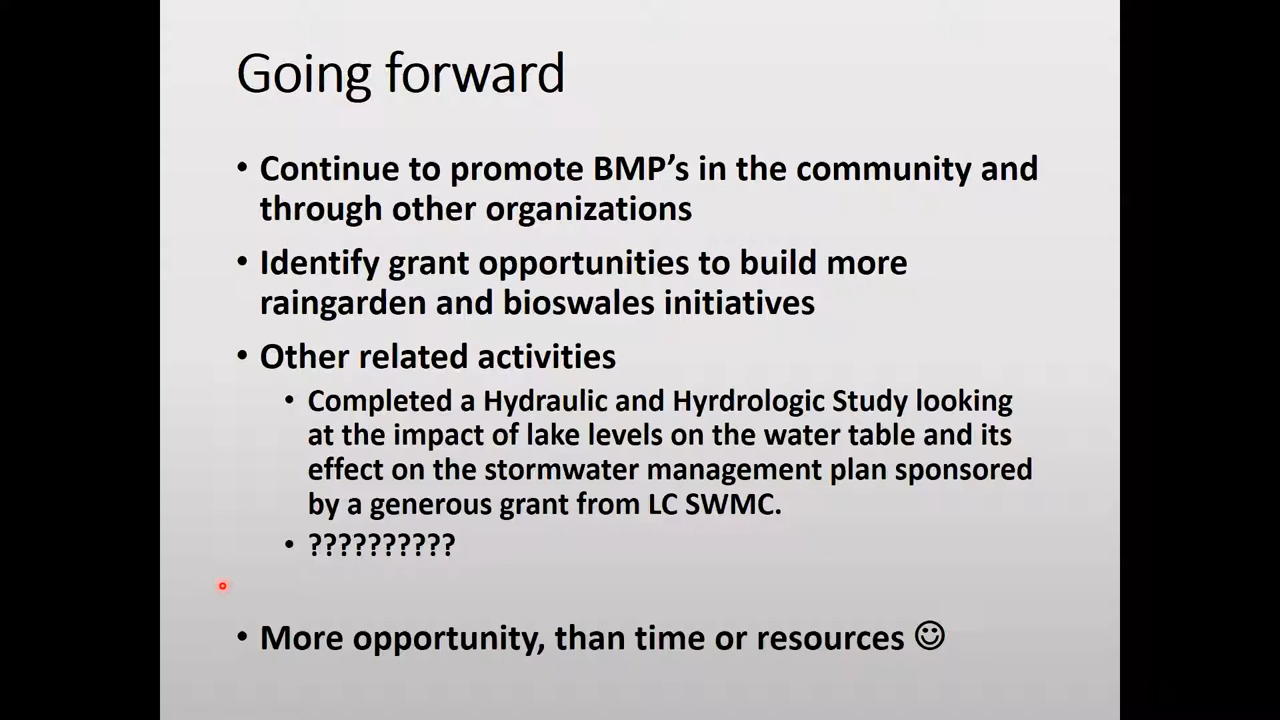 Going forward
• Continue to promote BMP’s in the community and
through other organizations
• Identify grant opportunities to build more
raingarden and bioswales initiatives
• Other related activities
• Completed a Hydraulic and Hyrdrologic Study looking
at the impact of lake levels on the water table and its
effect on the stormwater management plan sponsored
by a generous grant from LC SWMC.
• ??????????
• More opportunity, than time or resources ☺